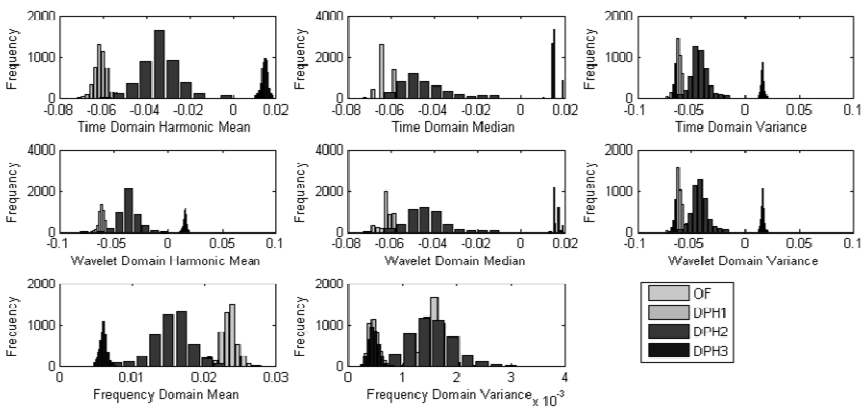 2000 4000 2000
Frequency 1000 Frequency 2000 Frequency 1000
0 0 0
-0.08 -0.06 -0.04 -0.02 0 0.02 -0.08 -0.06 -0.04 -0.02 0 0.02 -0.1 -0.05 0 0.05 0.1
Time Domain Harmonic Mean Time Domain Median Time Domain Variance
4000 4000 2000
Frequency 2000 Frequency 2000 Frequency 1000
0 0 0
-0.1 -0.05 0 0.05 0.1 -0.08 -0.06 -0.04 -0.02 0 0.02 -0.1 -0.05 0 0.05 0.1
Wavelet Domain Harmonic Mean Wavelet Domain Median Wavelet Domain Variance
2000 2000
Frequency 1000 Frequency 1000
0 0
0 0.01 0.02 0.03 0 1 2 3 4
Frequency Domain Mean Frequency Domain Variance x 10-3
OF
DPH1
DPH2
DPH3